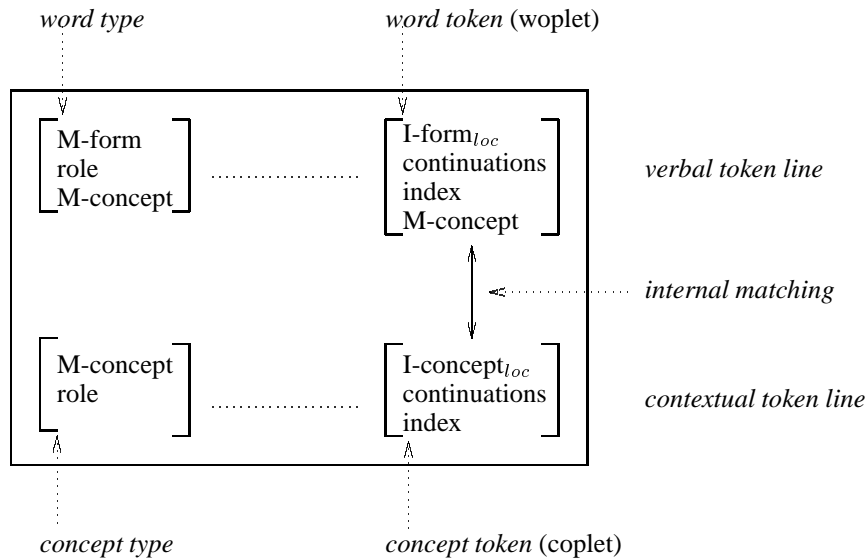 word type
word token (woplet)
M-form
role
M-concept
I-form_loc
continuations
index
M-concept
verbal token line
internal matching
M-concept
role
I-concept_loc
continuations
index
contextual token line
concept type
concept token (coplet)